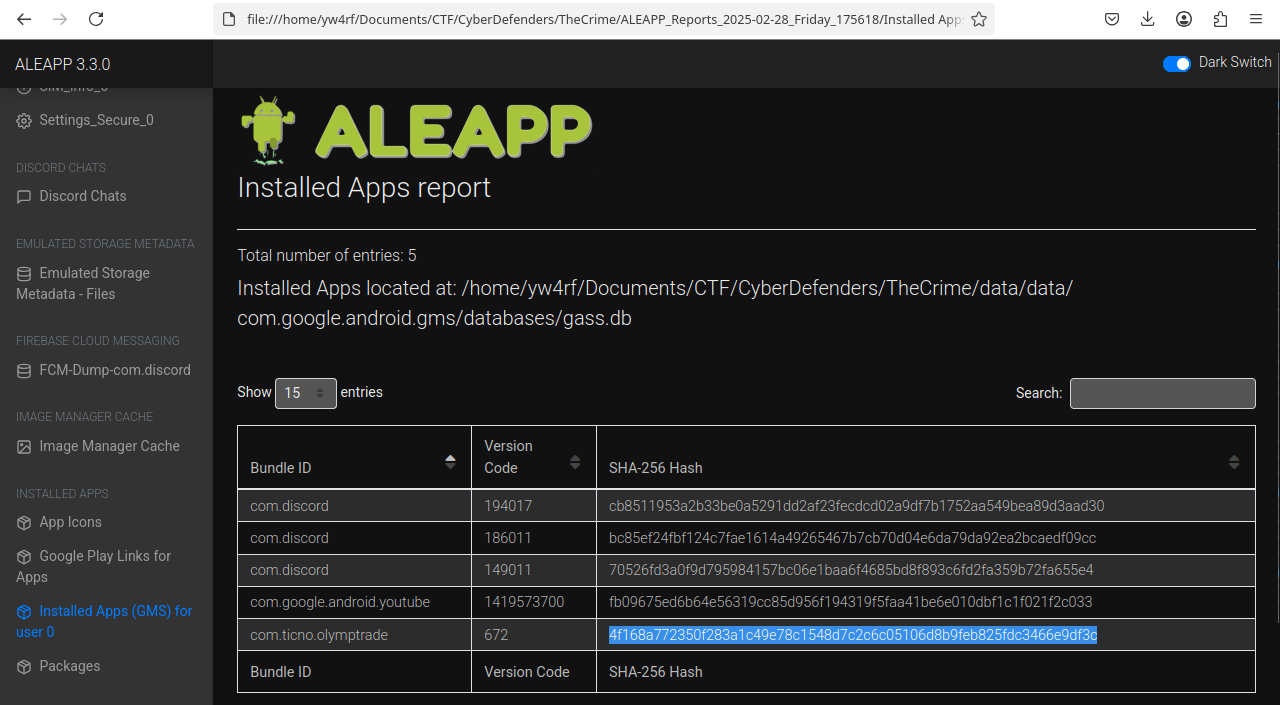 file:///home/yw4rf/Documents/CTF/CyberDefenders/TheCrime/ALEAPP_Reports_2025-02-28_Friday_175618/Installed App
ALEAPP 3.3.0
Dark Switch
SIM_info_0
Settings_Secure_0
DISCORD CHATS
Discord Chats
EMULATED STORAGE METADATA
Emulated Storage
Metadata - Files
FIREBASE CLOUD MESSAGING
FCM-Dump-com.discord
IMAGE MANAGER CACHE
Image Manager Cache
INSTALLED APPS
App Icons
Google Play Links for
Apps
Installed Apps (GMS) for
user 0
Packages
ALEAPP
Installed Apps report
Total number of entries: 5
Installed Apps located at: /home/yw4rf/Documents/CTF/CyberDefenders/TheCrime/data/data/
com.google.android.gms/databases/gass.db
Show 15 entries
Search:
Bundle ID Version Code SHA-256 Hash
com.discord 194017 cb8511953a2b33be0a5291dd2af23fecdcd02a9df7b1752aa549bea89d3aad30
com.discord 186011 bc85ef24fbf124c7fae1614a49265467b7cb70d04e6da79da92ea2bcaedf09cc
com.discord 149011 70526fd3a0f9d795984157bc06e1baa6f4685bd8f893c6fd2fa359b72fa655e4
com.google.android.youtube 1419573700 fb09675ed6b64e56319cc85d956f194319f5faa41be6e010dbf1c1f021f2c033
com.ticno.olymptrade 672 4f168a772350f283a1c49e78c1548d7c2c6c05106d8b9feb825fdc3466e9df3c
Bundle ID Version Code SHA-256 Hash